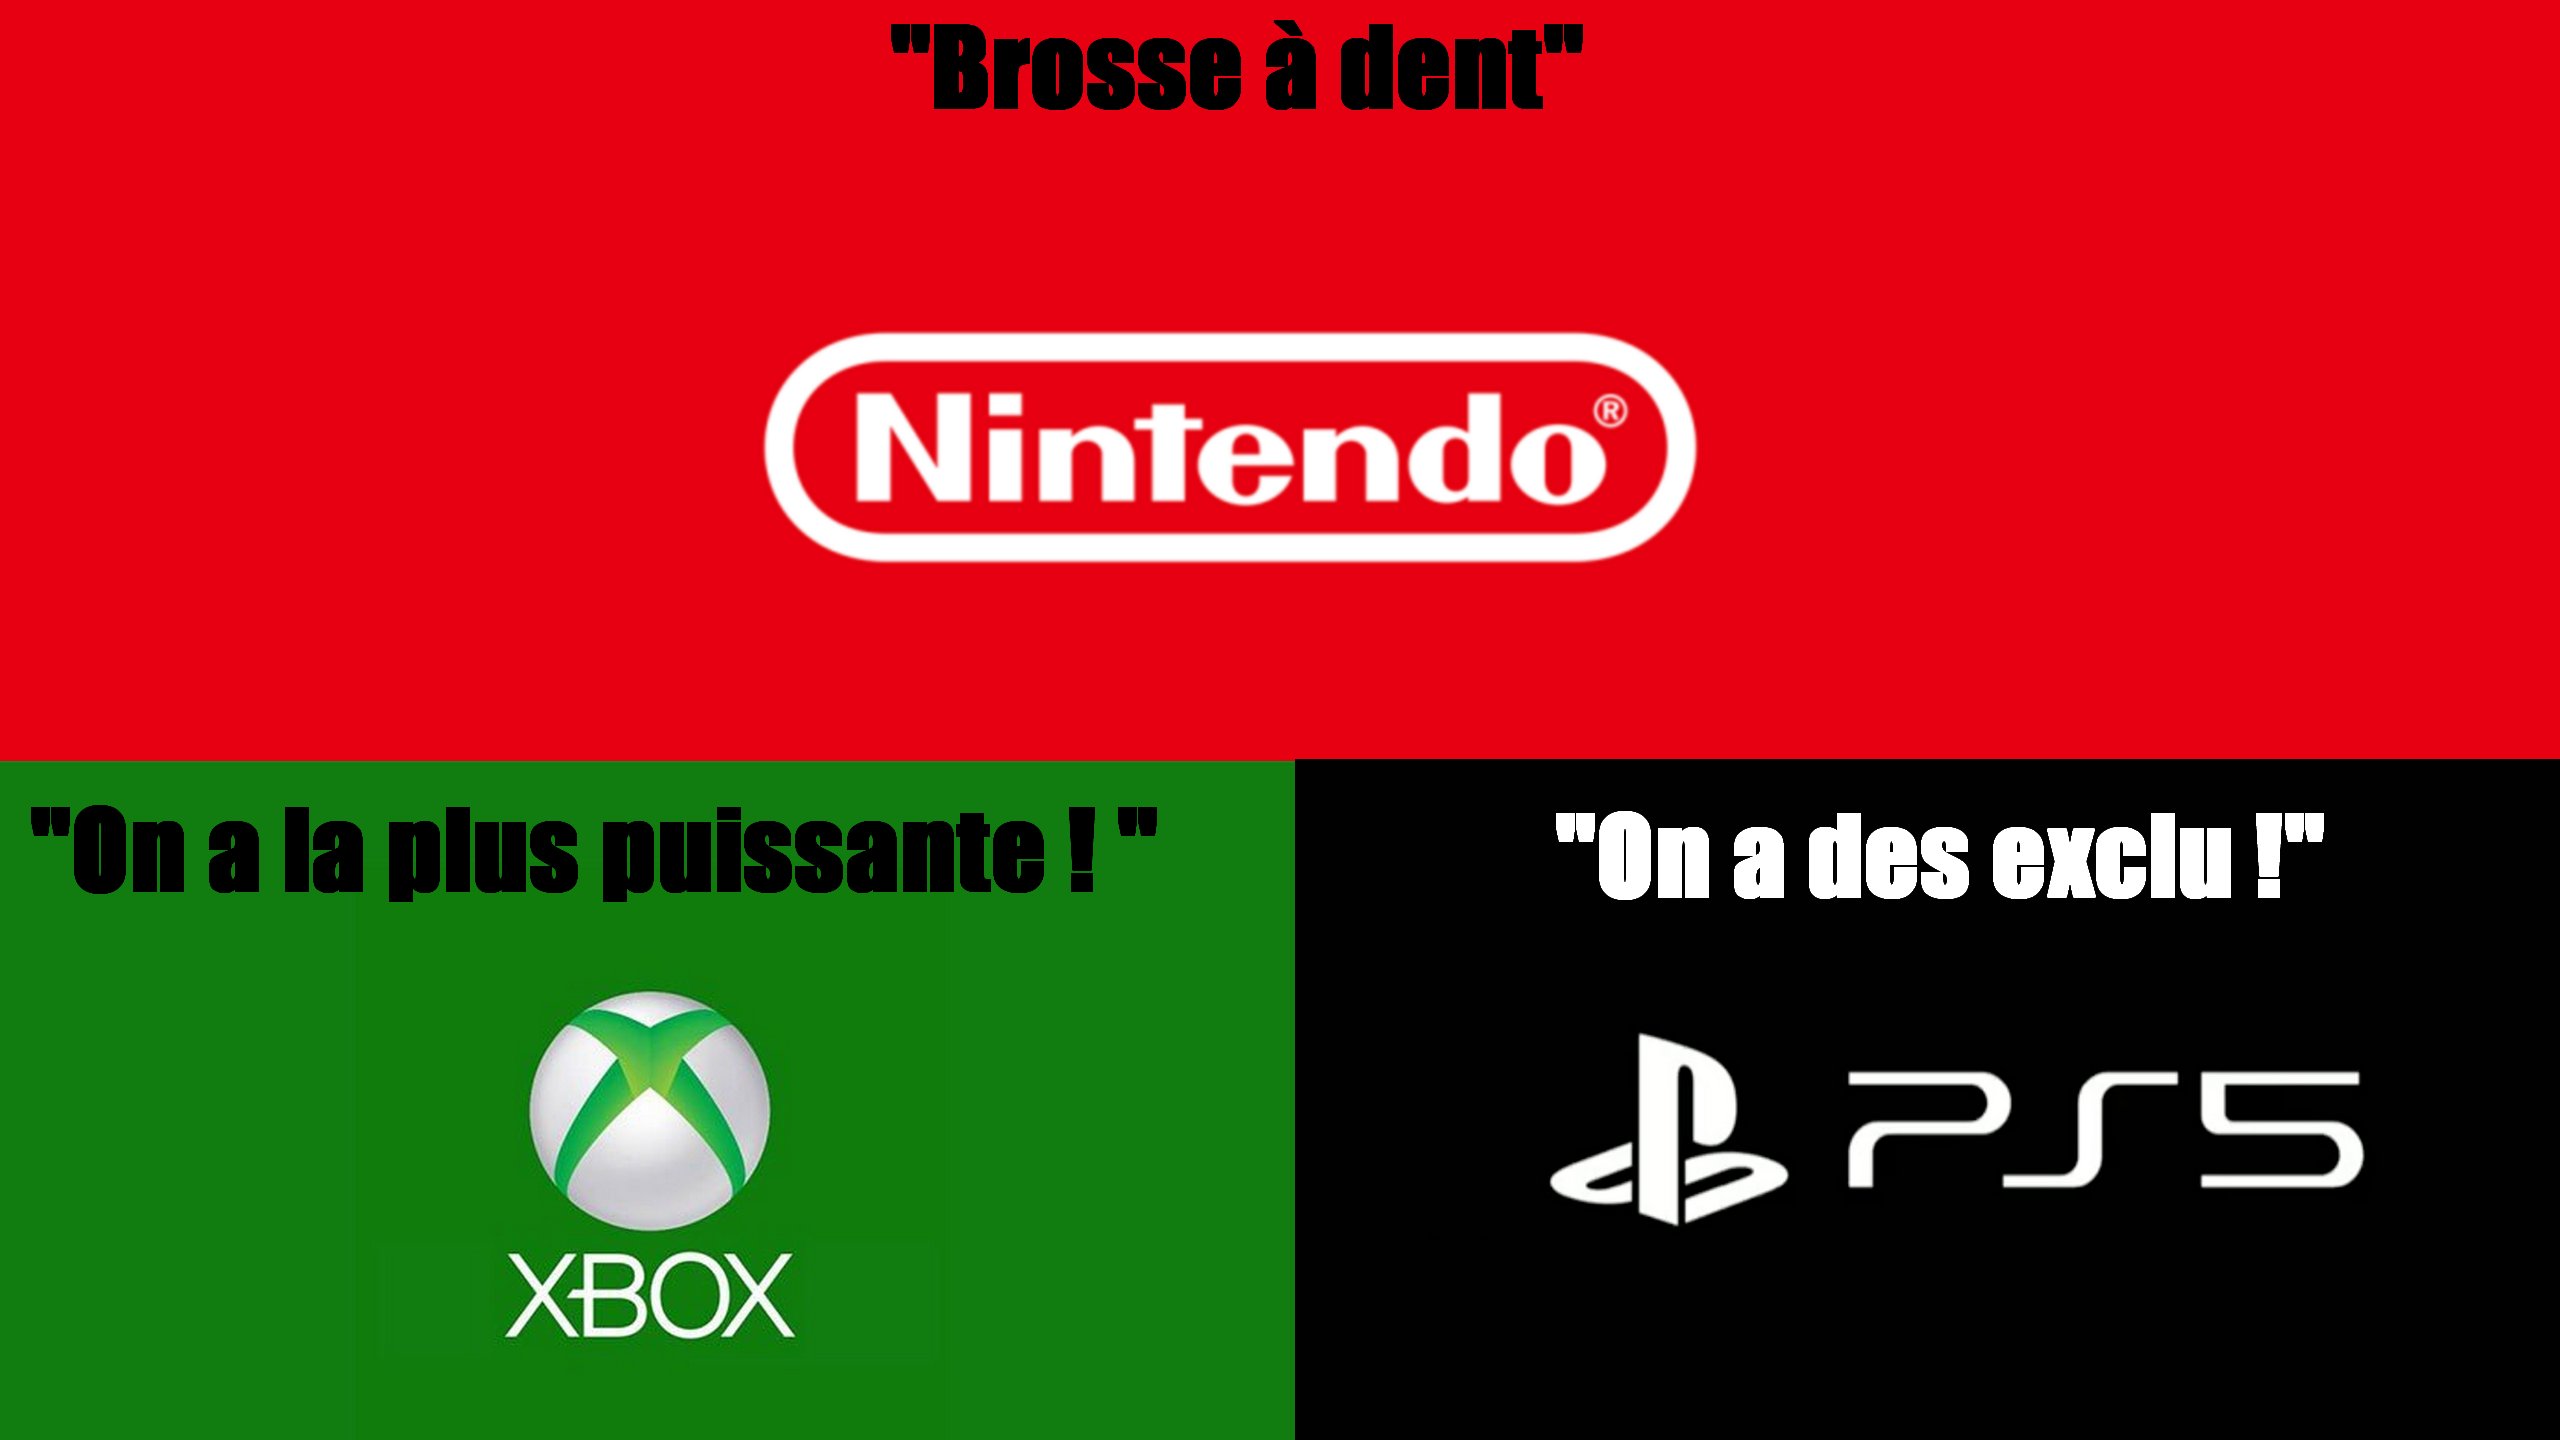 "Brosse à dent"
Nintendo®
"On a la plus puissante ! "
"On a des exclu !"
PS5
XBOX